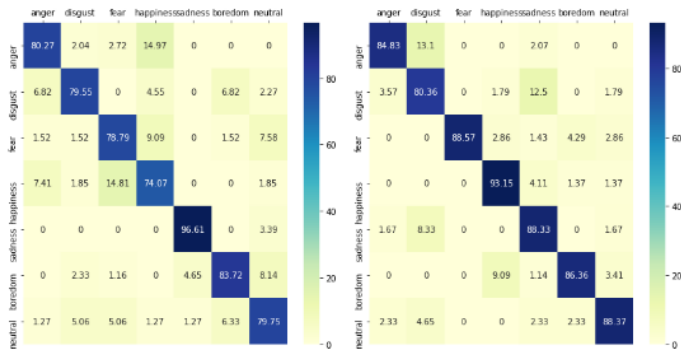 anger disgust fear happiness sadness boredom neutral
anger 80.27 2.04 2.72 14.97 0 0 0
disgust 6.82 79.55 0 4.55 0 6.82 2.27
fear 1.52 1.52 78.79 9.09 0 1.52 7.58
happiness 7.41 1.85 14.81 74.07 0 0 1.85
sadness 0 0 0 0 96.61 0 3.39
boredom 0 2.33 1.16 0 4.65 83.72 8.14
neutral 1.27 5.06 5.06 1.27 1.27 6.33 79.75
80
60
40
20
0
anger disgust fear happiness sadness boredom neutral
anger 84.83 13.1 0 0 2.07 0 0
disgust 3.57 80.36 0 1.79 12.5 0 1.79
fear 0 0 88.57 2.86 1.43 4.29 2.86
happiness 0 0 0 93.15 4.11 1.37 1.37
sadness 1.67 8.33 0 0 88.33 0 1.67
boredom 0 0 0 9.09 1.14 86.36 3.41
neutral 2.33 4.65 0 0 2.33 2.33 88.37
80
60
40
20
0